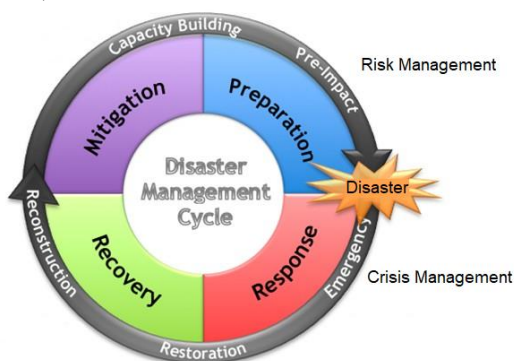 Capacity Building
Pre-Impact
Risk Management
Mitigation
Preparation
Disaster
Management
Cycle
Disaster
Reconstruction
Recovery
Response
Emergency
Crisis Management
Restoration